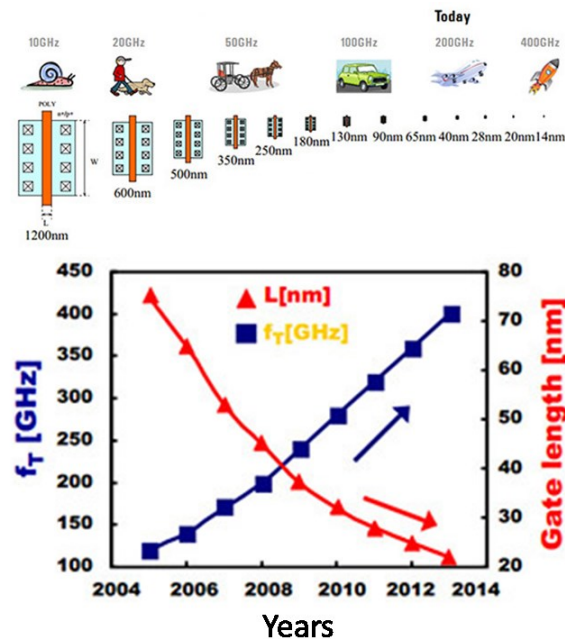 Today
10GHz 20GHz 50GHz 100GHz 200GHz 400GHz
POLY
n+/p+
W
L
1200nm
600nm
500nm
350nm
250nm
180nm
130nm
90nm
65nm
40nm
28nm
20nm
14nm
L[nm]
fT[GHz]
fT [GHz]
450
400
350
300
250
200
150
100
Gate length [nm]
80
70
60
50
40
30
20
2004 2006 2008 2010 2012 2014
Years